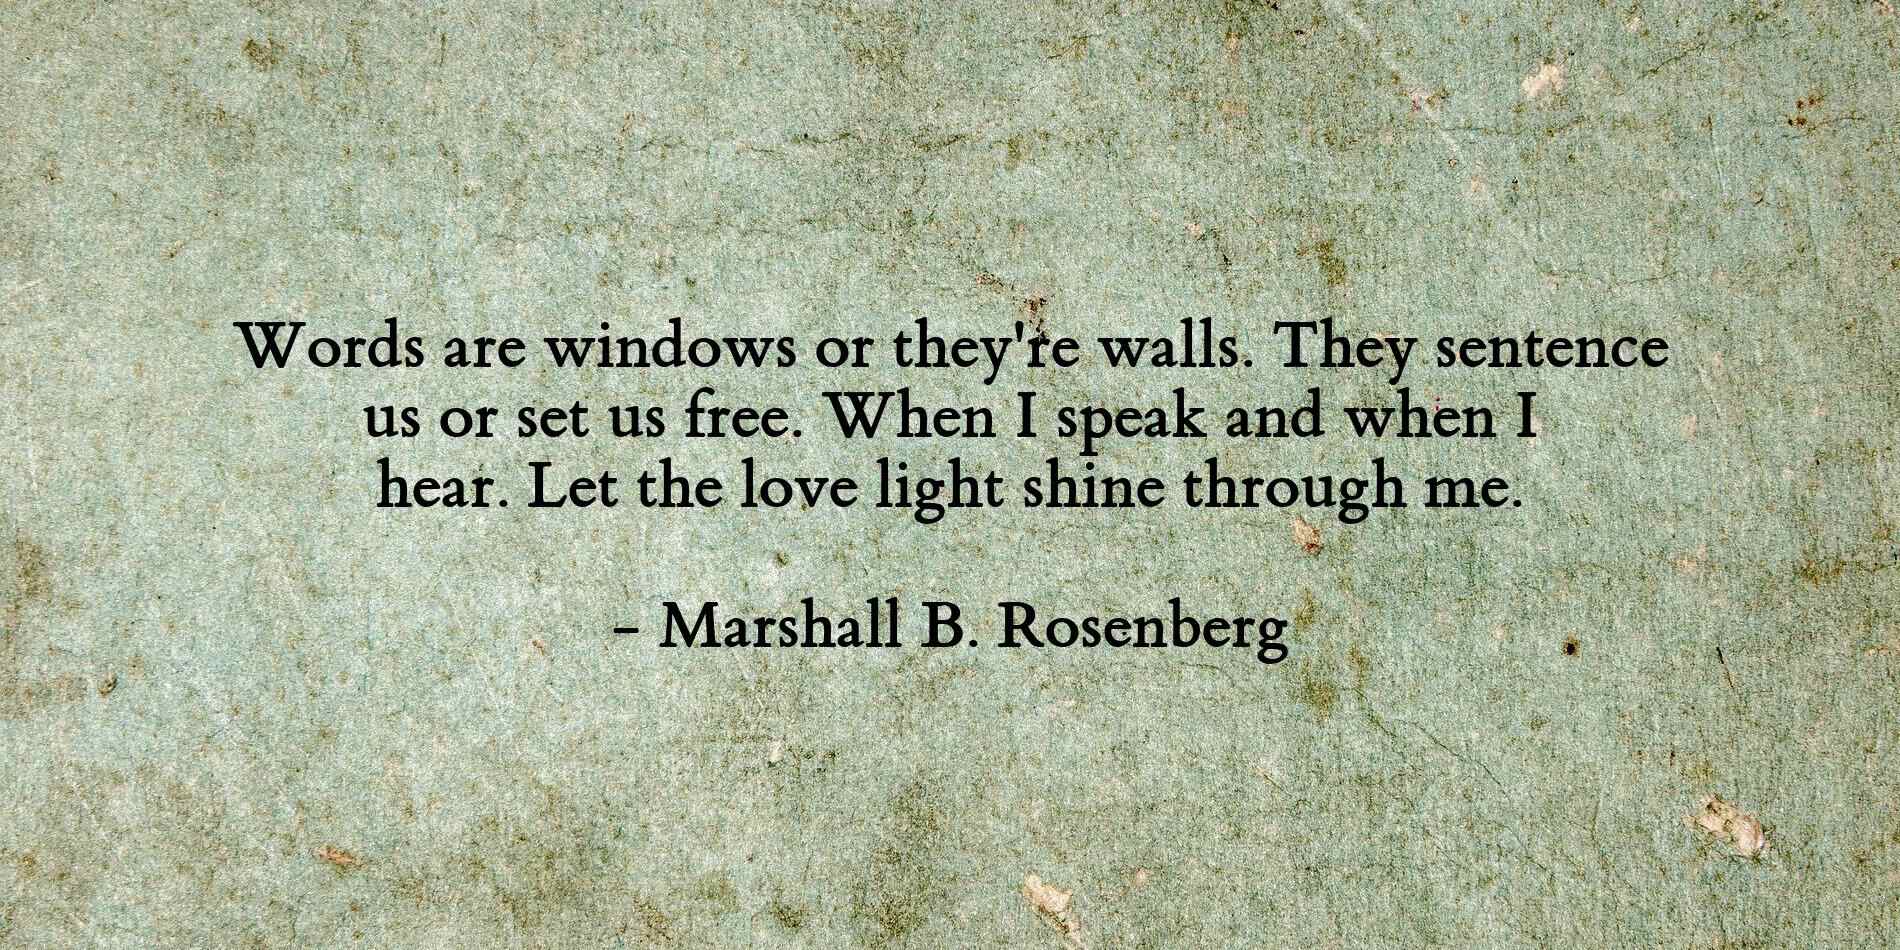 Words are windows or they're walls. They sentence
us or set us free. When I speak and when I
hear. Let the love light shine through me.
- Marshall B. Rosenberg